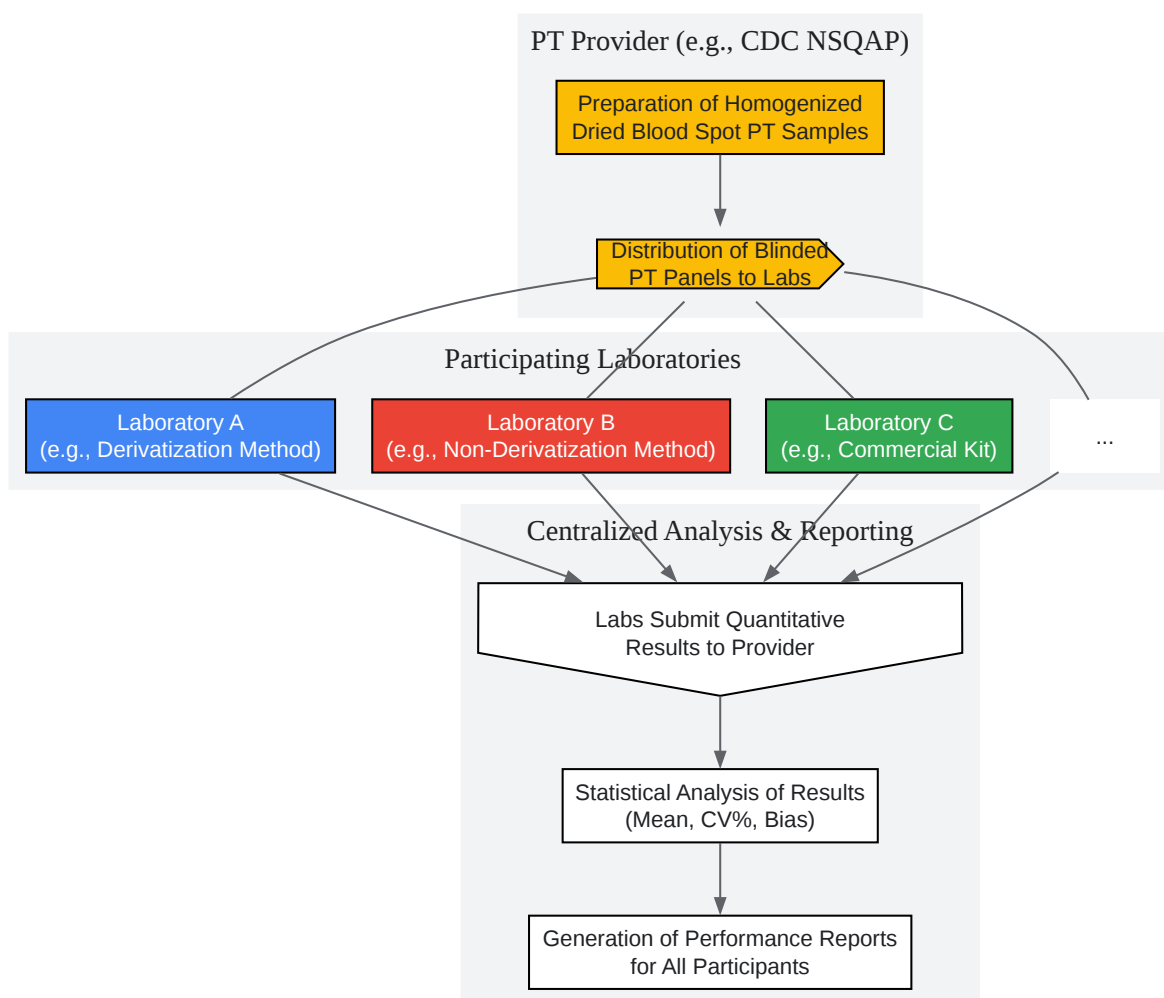 PT Provider (e.g., CDC NSQAP)
Preparation of Homogenized
Dried Blood Spot PT Samples
Distribution of Blinded
PT Panels to Labs
Participating Laboratories
Laboratory A
(e.g., Derivatization Method)
Laboratory B
(e.g., Non-Derivatization Method)
Laboratory C
(e.g., Commercial Kit)
...
Centralized Analysis & Reporting
Labs Submit Quantitative
Results to Provider
Statistical Analysis of Results
(Mean, CV%, Bias)
Generation of Performance Reports
for All Participants